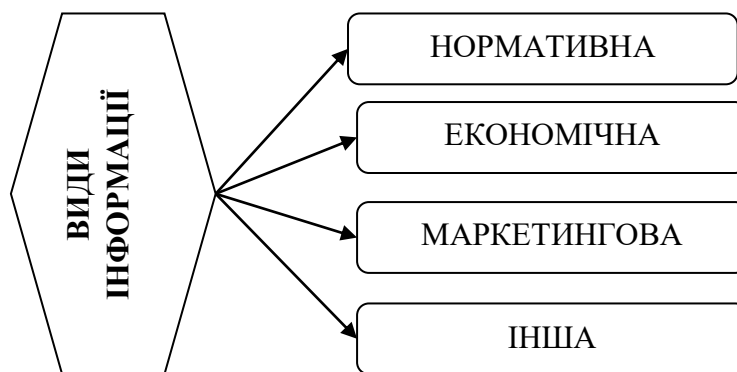 ВИДИ
ІНФОРМАЦІЇ
НОРМАТИВНА
ЕКОНОМІЧНА
МАРКЕТИНГОВА
ІНША